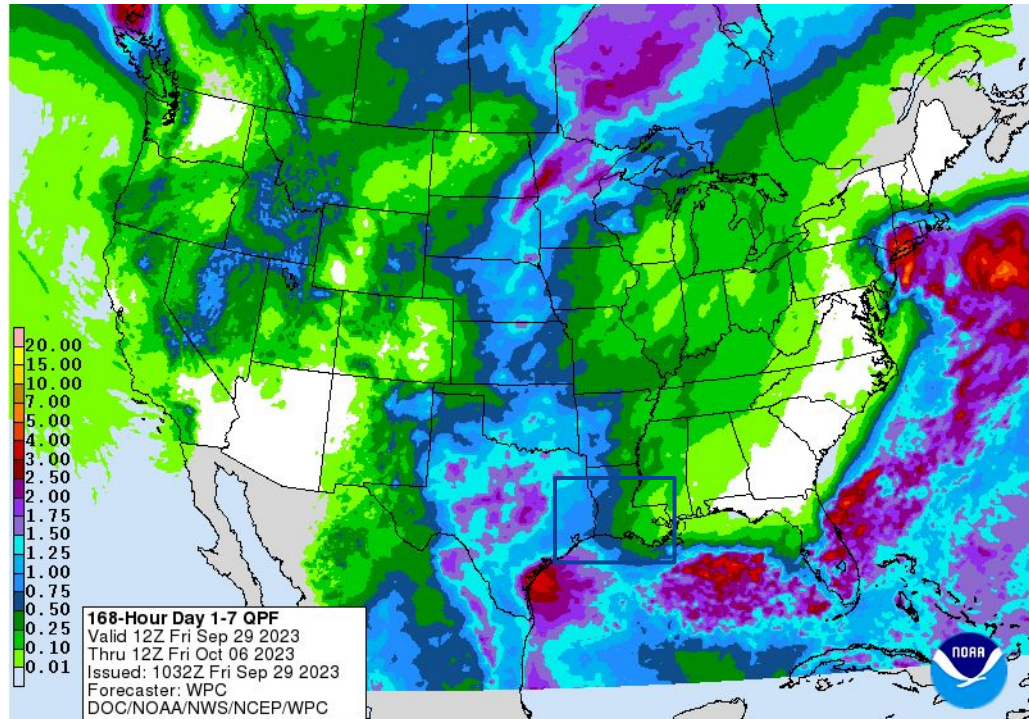 20.00
15.00
10.00
7.00
5.00
4.00
3.00
2.50
2.00
1.75
1.50
1.25
1.00
0.75
0.50
0.25
0.10
0.01
168-Hour Day 1-7 QPF
Valid 12Z Fri Sep 29 2023
Thru 12Z Fri Oct 06 2023
Issued: 1032Z Fri Sep 29 2023
Forecaster: WPC
DOC/NOAA/NWS/NCEP/WPC
NOAA